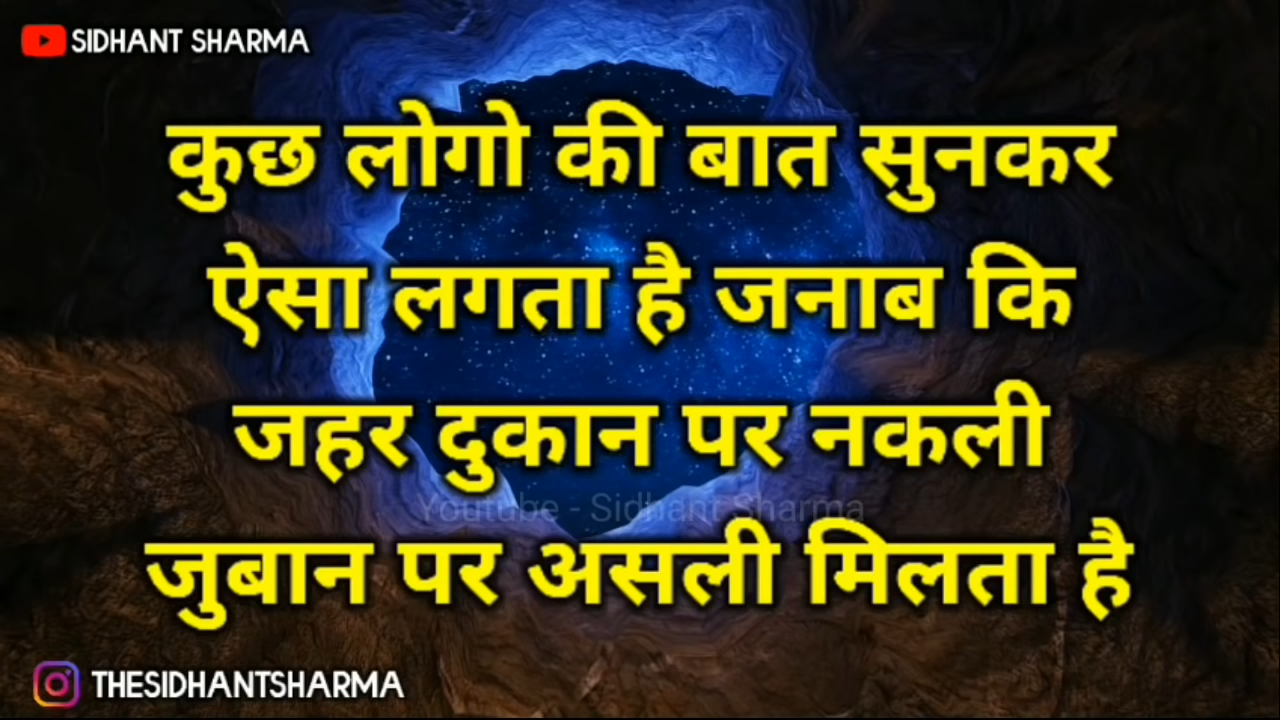 SIDHANT SHARMA
कुछ लोगो की बात सुनकर
ऐसा लगता है जनाब कि
जहर दुकान पर नकली
Youtube - Sidhant Sharma
जुबान पर असली मिलता है
THESIDHANTSHARMA